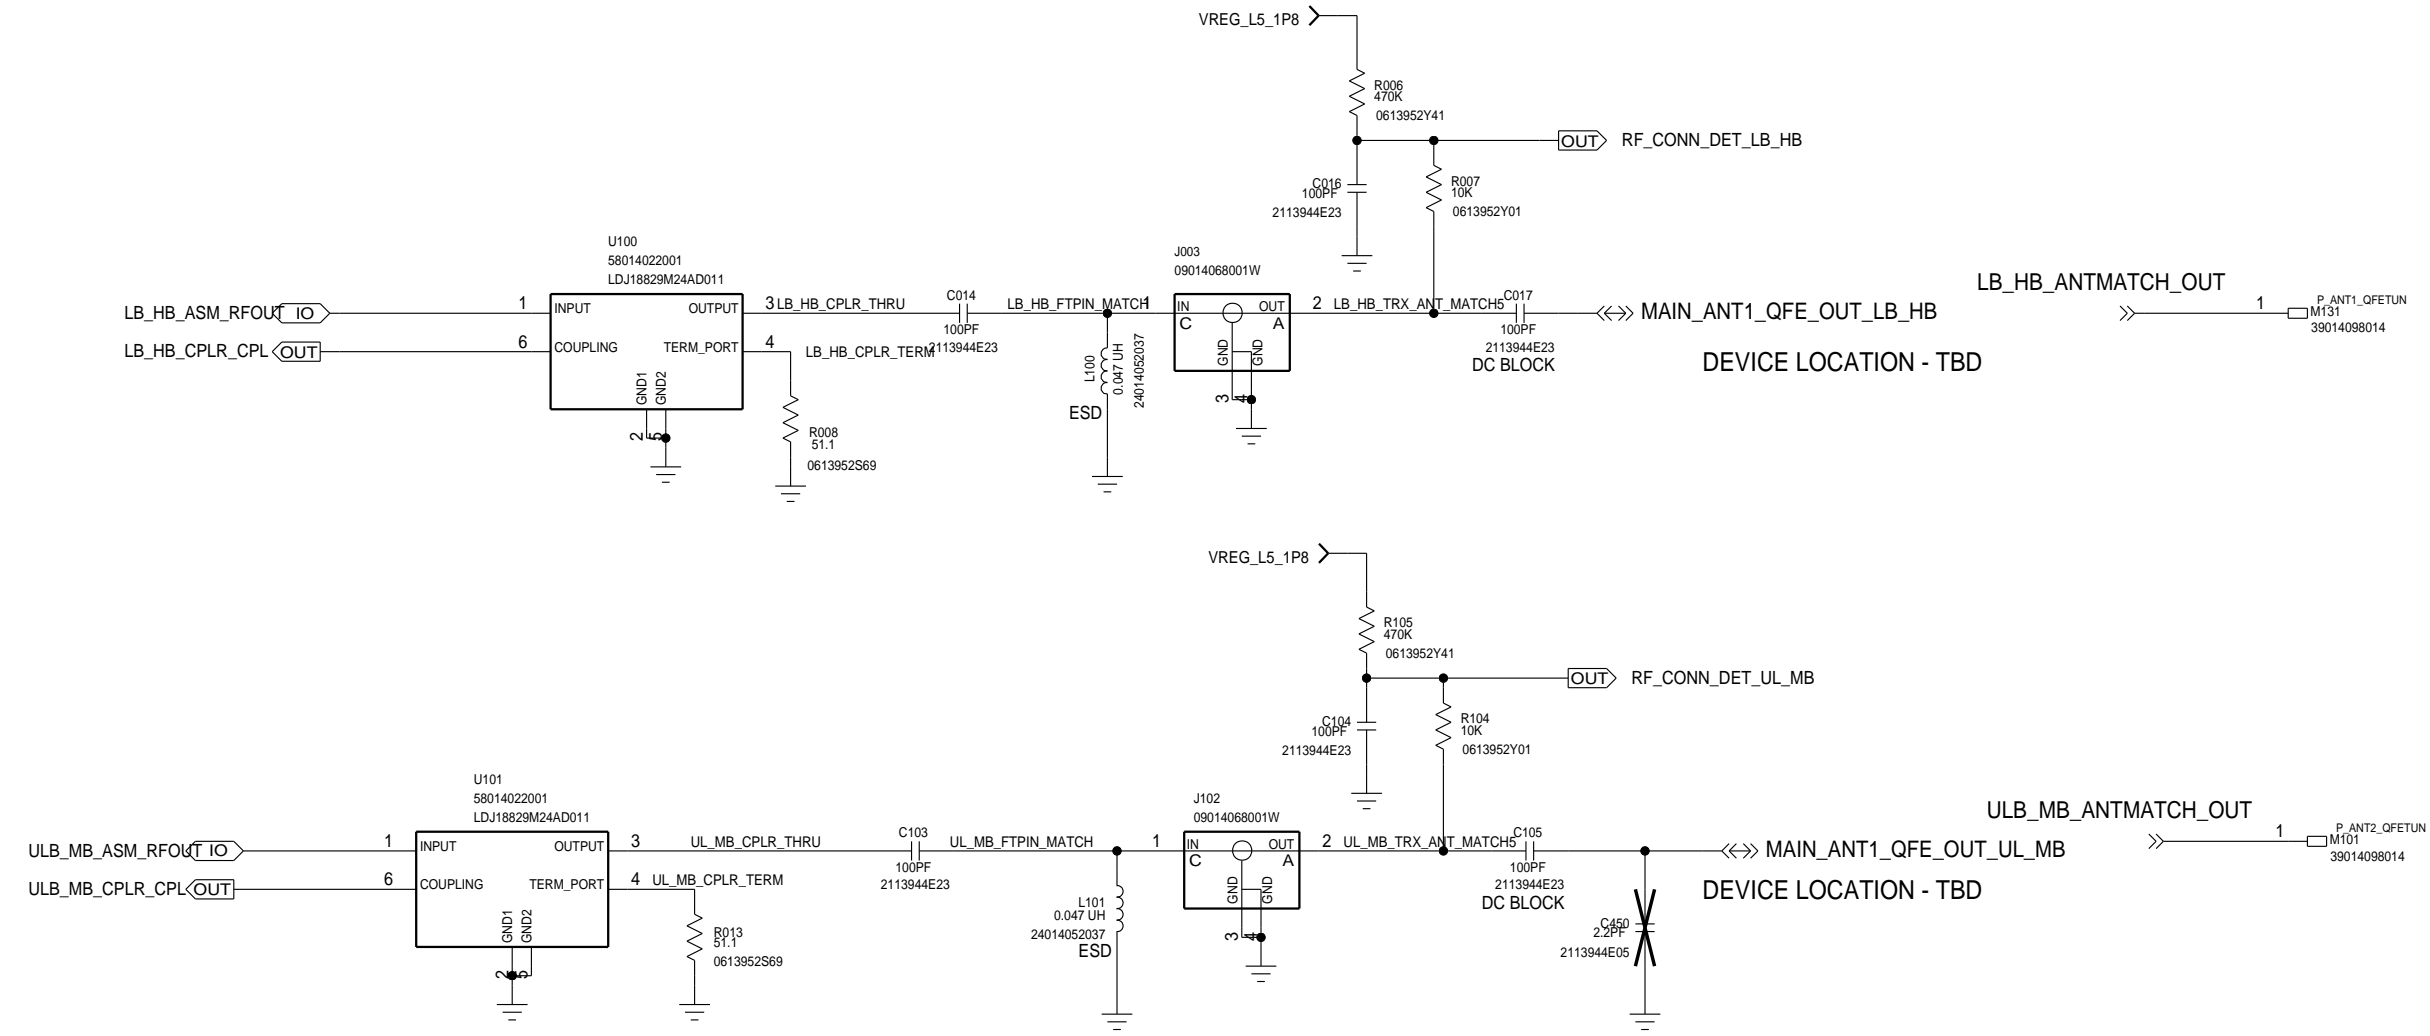 VREG_L5_1P8
R006
470K
0613952Y41
OUT RF_CONN_DET_LB_HB
C016
100PF
2113944E23
R007
10K
0613952Y01
U100
58014022001
LDJ18829M24AD011
J003
09014068001W
LB_HB_ASM_RFOUT IO
1
INPUT
OUTPUT
3
LB_HB_CPLR_THRU
C014
100PF
2113944E23
LB_HB_FTPIN_MATCH
1
IN
OUT
C
A
2
LB_HB_TRX_ANT_MATCH5
C017
100PF
2113944E23
DC BLOCK
MAIN_ANT1_QFE_OUT_LB_HB
DEVICE LOCATION - TBD
LB_HB_ANTMATCH_OUT
1
P_ANT1_QFETUN
M131
39014098014
LB_HB_CPLR_CPL OUT
6
COUPLING
TERM_PORT
4
LB_HB_CPLR_TERM
GND1
GND2
2
5
R008
51.1
0613952S69
L100
0.047 UH
24014052037
ESD
GND
GND
3
4
VREG_L5_1P8
R105
470K
0613952Y41
OUT RF_CONN_DET_UL_MB
C104
100PF
2113944E23
R104
10K
0613952Y01
U101
58014022001
LDJ18829M24AD011
J102
09014068001W
ULB_MB_ASM_RFOUT IO
1
INPUT
OUTPUT
3
UL_MB_CPLR_THRU
C103
100PF
2113944E23
UL_MB_FTPIN_MATCH
1
IN
OUT
C
A
2
UL_MB_TRX_ANT_MATCH5
C105
100PF
2113944E23
DC BLOCK
MAIN_ANT1_QFE_OUT_UL_MB
DEVICE LOCATION - TBD
ULB_MB_ANTMATCH_OUT
1
P_ANT2_QFETUN
M101
39014098014
ULB_MB_CPLR_CPL OUT
6
COUPLING
TERM_PORT
4
UL_MB_CPLR_TERM
GND1
GND2
2
5
R013
51.1
0613952S69
L101
0.047 UH
24014052037
ESD
GND
GND
3
4
C450
2.2PF
2113944E05